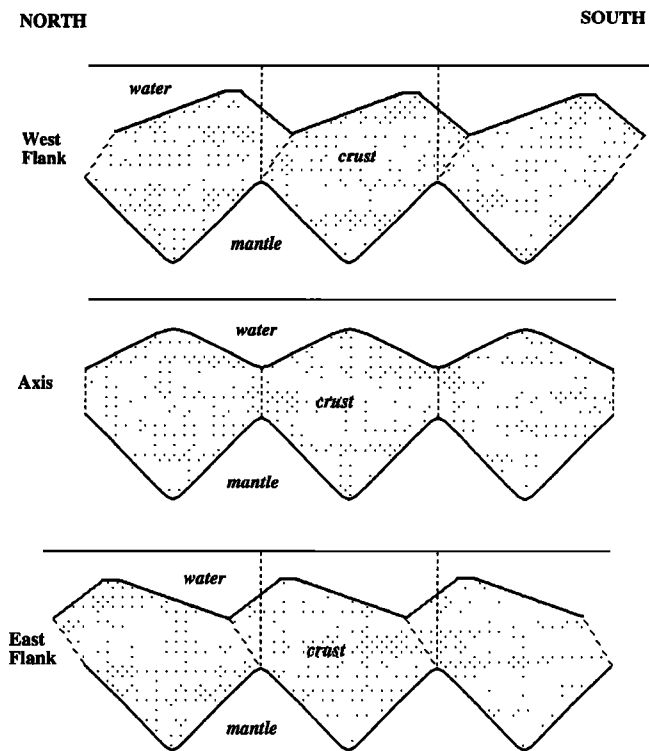 NORTH SOUTH
water
West
Flank
crust
mantle
water
Axis
crust
mantle
water
East
Flank
crust
mantle